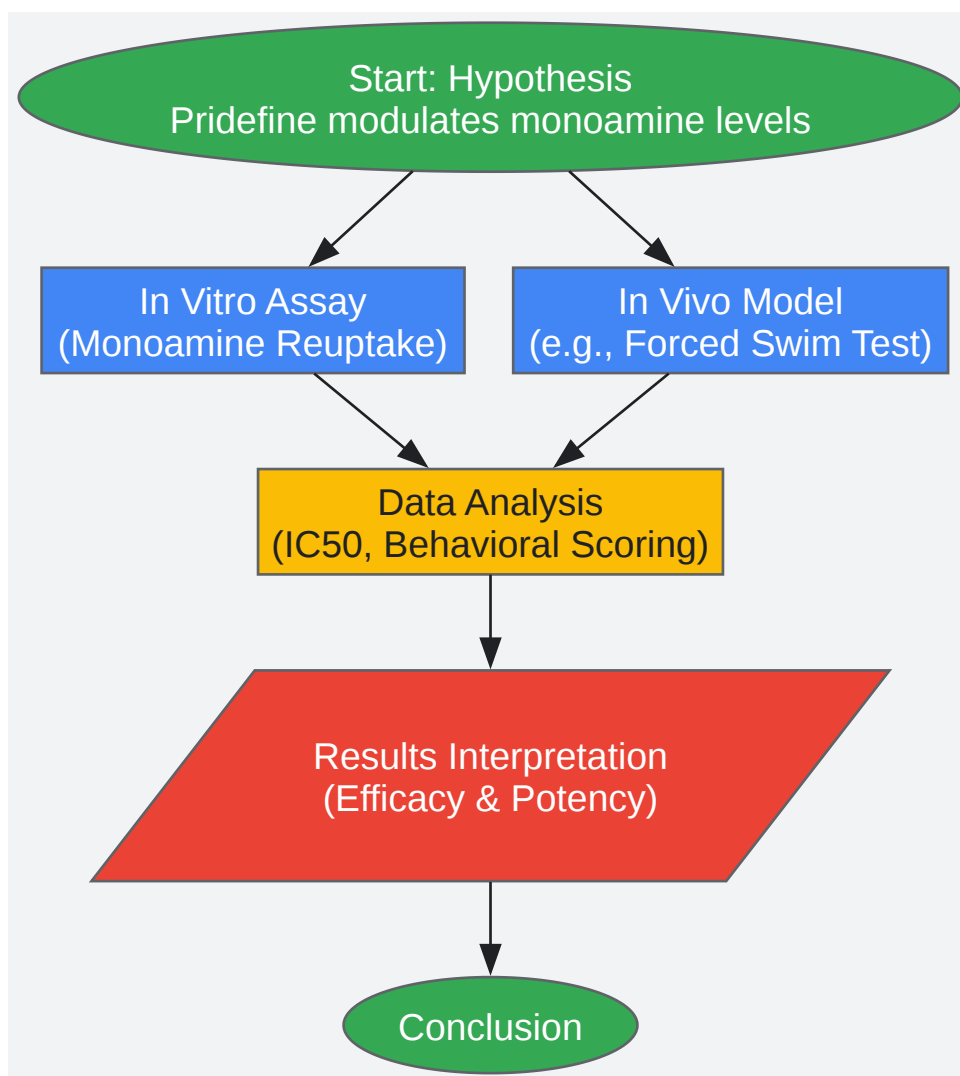 Start: Hypothesis
Pridefine modulates monoamine levels
In Vitro Assay
(Monoamine Reuptake)
In Vivo Model
(e.g., Forced Swim Test)
Data Analysis
(IC50, Behavioral Scoring)
Results Interpretation
(Efficacy & Potency)
Conclusion